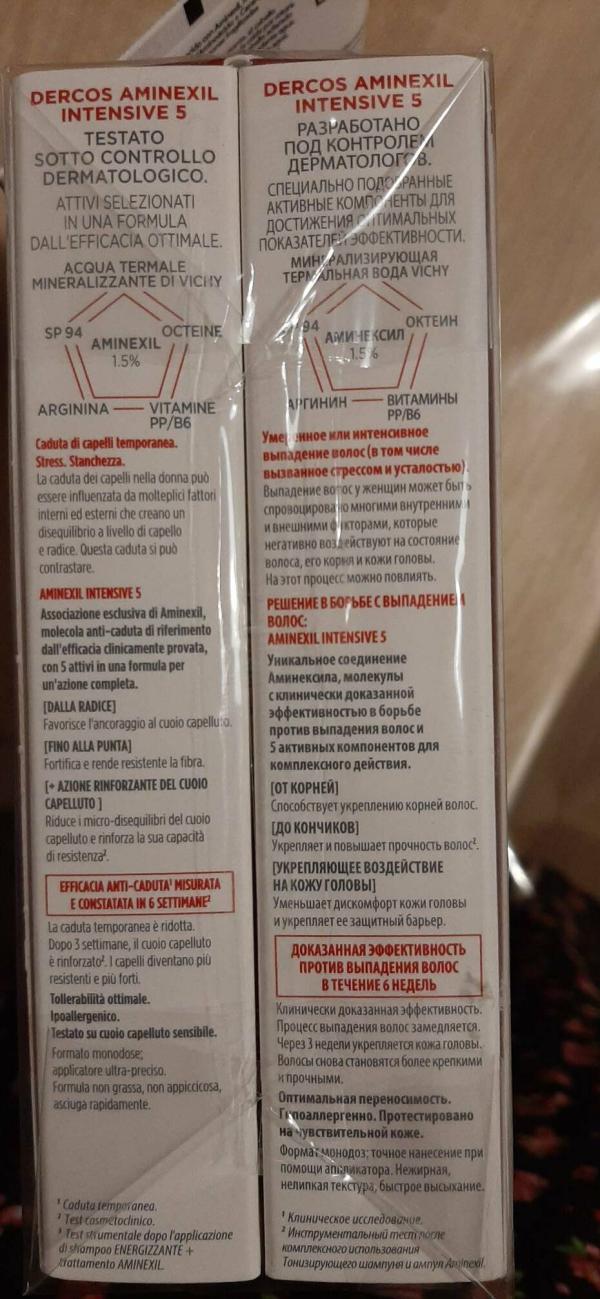 DERCOS AMINEXIL
INTENSIVE 5
TESTATO
SOTTO CONTROLLO
DERMATOLOGICO.
ATTIVI SELEZIONATI
IN UNA FORMULA
DALL'EFFICACIA OTTIMALE.
ACQUA TERMALE
MINERALIZZANTE DI VICHY
SP 94
OCTEINE
AMINEXIL
1.5%
ARGININA
VITAMINE
PP/B6
Caduta di capelli temporanea.
Stress. Stanchezza.
La caduta dei capelli nella donna può
essere influenzata da molteplici fattori
interni ed esterni che creano un
disequilibrio a livello di capello
e radice. Questa caduta si può
contrastare.
AMINEXIL INTENSIVE 5
Associazione esclusiva di Aminexil,
molecola anti-caduta di riferimento
dall'efficacia clinicamente provata,
con 5 attivi in una formula per
un'azione completa.
[DALLA RADICE]
Favorisce l'ancoraggio al cuoio capelluto.
[FINO ALLA PUNTA]
Fortifica e rende resistente la fibra.
[+ AZIONE RINFORZANTE DEL CUOIO
CAPELLUTO ]
Riduce i micro-disequilibri del cuoio
capelluto e rinforza la sua capacità
di resistenza².
EFFICACIA ANTI-CADUTA¹ MISURATA
E CONSTATATA IN 6 SETTIMANE²
La caduta temporanea è ridotta.
Dopo 3 settimane, il cuoio capelluto
è rinforzato². I capelli diventano più
resistenti e più forti.
Tollerabilità ottimale.
Ipoallergenico.
Testato su cuoio capelluto sensibile.
Formato monodose;
applicatore ultra-preciso.
Formula non grassa, non appiccicosa,
asciuga rapidamente.
¹ Caduta temporanea.
² Test cosmetoclinico.
³ Test strumentale dopo l'applicazione
di shampoo ENERGIZZANTE +
trattamento AMINEXIL.
DERCOS AMINEXIL
INTENSIVE 5
РАЗРАБОТАНО
ПОД КОНТРОЛЕМ
ДЕРМАТОЛОГОВ.
СПЕЦИАЛЬНО ПОДОБРАННЫЕ
АКТИВНЫЕ КОМПОНЕНТЫ ДЛЯ
ДОСТИЖЕНИЯ ОПТИМАЛЬНЫХ
ПОКАЗАТЕЛЕЙ ЭФФЕКТИВНОСТИ.
МИНЕРАЛИЗИРУЮЩАЯ
ТЕРМАЛЬНАЯ ВОДА VICHY
SP 94
ОКТЕИН
АМИНЕКСИЛ
1.5%
АРГИНИН
ВИТАМИНЫ
PP/B6
Умеренное или интенсивное
выпадение волос (в том числе
вызванное стрессом и усталостью).
Выпадение волос у женщин может быть
спровоцировано многими внутренними
и внешними факторами, которые
негативно воздействуют на состояние
волоса, его корня и кожи головы.
На этот процесс можно повлиять.
РЕШЕНИЕ В БОРЬБЕ С ВЫПАДЕНИЕМ
ВОЛОС:
AMINEXIL INTENSIVE 5
Уникальное соединение
Аминексила, молекулы
с клинически доказанной
эффективностью в борьбе
против выпадения волос и
5 активных компонентов для
комплексного действия.
[ОТ КОРНЕЙ]
Способствует укреплению корней волос.
[ДО КОНЧИКОВ]
Укрепляет и повышает прочность волос².
[УКРЕПЛЯЮЩЕЕ ВОЗДЕЙСТВИЕ
НА КОЖУ ГОЛОВЫ]
Уменьшает дискомфорт кожи головы
и укрепляет ее защитный барьер.
ДОКАЗАННАЯ ЭФФЕКТИВНОСТЬ
ПРОТИВ ВЫПАДЕНИЯ ВОЛОС
В ТЕЧЕНИЕ 6 НЕДЕЛЬ
Клинически доказанная эффективность.
Процесс выпадения волос замедляется.
Через 3 недели укрепляется кожа головы.
Волосы снова становятся более крепкими
и прочными.
Оптимальная переносимость.
Гипоаллергенно. Протестировано
на чувствительной коже.
Формат монодоз; точное нанесение при
помощи аппликатора. Нежирная,
нелипкая текстура, быстрое высыхание.
¹ Клиническое исследование.
² Инструментальный тест после
комплексного использования
Тонизирующего шампуня и ампул Aminexil.